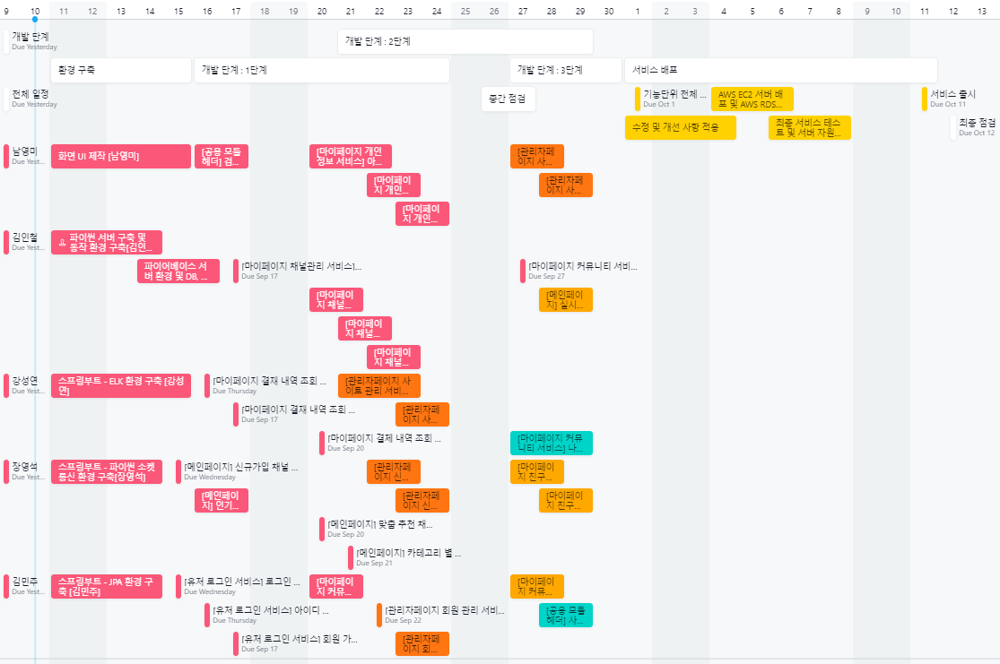 9 10 11 12 13 14 15 16 17 18 19 20 21 22 23 24 25 26 27 28 29 30 1 2 3 4 5 6 7 8 9 10 11 12 13
개발 단계
Due Yesterday
개발 단계 : 2단계
환경 구축
개발 단계 : 1단계
개발 단계 : 3단계
서비스 배포
전체 일정
Due Yesterday
중간 점검
기능단위 전체 ...
Due Oct 1
AWS EC2 서버 배
포 및 AWS RDS...
서비스 출시
Due Oct 11
수정 및 개선 사항 적용
최종 서비스 테스
트 및 서버 자원...
최종 점검
Due Oct 12
남영미
Due Yest...
화면 UI 제작 [남영미]
[공용 모듈
헤더] 검...
[마이페이지 개인
정보 서비스] 아...
[관리자페
이지 사...
[마이페이
지 개인...
[관리자페
이지 사...
[마이페이
지 개인...
김인철
Due Yest...
파이썬 서버 구축 및
동작 환경 구축[김인...
파이어베이스 서
버 환경 및 DB, ...
[마이페이지 채널관리 서비스]...
Due Sep 17
[마이페이지 커뮤니티 서비...
Due Sep 27
[마이페이
지 채널...
[메인페이
지] 실시...
[마이페이
지 채널...
[마이페이
지 채널...
강성연
Due Yest...
스프링부트 - ELK 환경 구축 [강성
연]
[마이페이지 결재 내역 조회 ...
Due Thursday
[관리자페이지 사
이트 관리 서비...
[마이페이지 결재 내역 조회 ...
Due Sep 17
[관리자페
이지 사...
[마이페이지 결제 내역 조회 ...
Due Sep 20
[마이페이지 커뮤
니티 서비스] 나...
장영석
Due Yest...
스프링부트 - 파이썬 소켓
통신 환경 구축[장영석]
[메인페이지] 신규가입 채널 ...
Due Wednesday
[관리자페
이지 신...
[마이페이
지 친구...
[메인페이
지] 인기...
[관리자페
이지 신...
[마이페이
지 친구...
[메인페이지] 맞춤 추천 채...
Due Sep 20
[메인페이지] 카테고리 별 ...
Due Sep 21
김민주
Due Yest...
스프링부트 - JPA 환경 구
축 [김민주]
[유저 로그인 서비스] 로그인 ...
Due Wednesday
[마이페이
지 커뮤...
[마이페이
지 커뮤...
[유저 로그인 서비스] 아이디 ...
Due Thursday
[관리자페이지 회원 관리 서비...
Due Sep 22
[공용 모듈
헤더] 사...
[유저 로그인 서비스] 회원 가...
Due Sep 17
[관리자페
이지 회...